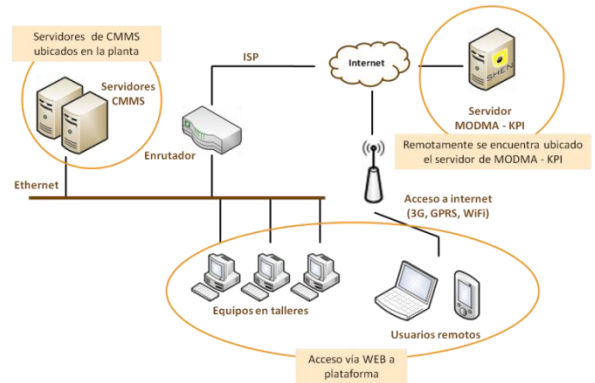 Servidores de CMMS
ubicados en la planta
Servidores
CMMS
ISP
Internet
SHEN
Servidor
MODMA - KPI
Remotamente se encuentra ubicado
el servidor de MODMA - KPI
Enrutador
Ethernet
Acceso a internet
(3G, GPRS, WiFi)
Equipos en talleres
Usuarios remotos
Acceso vía WEB a
plataforma